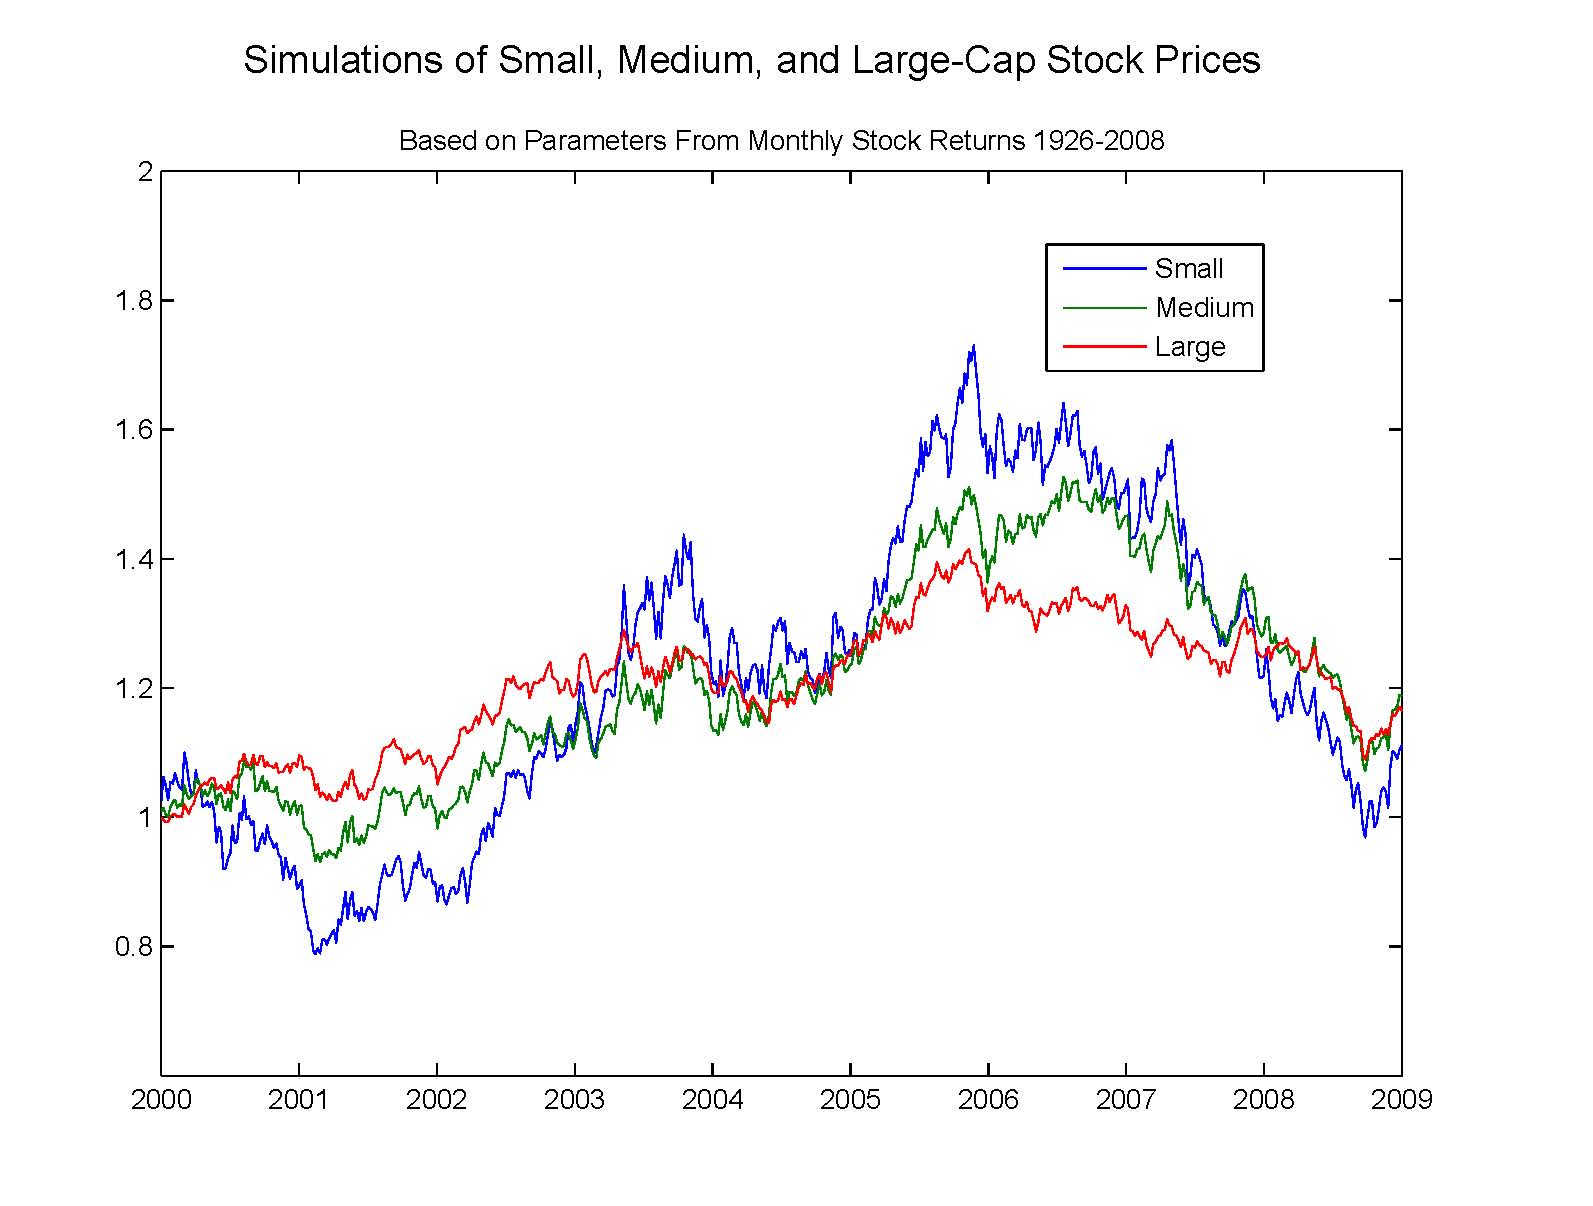 Simulations of Small, Medium, and Large-Cap Stock Prices
Based on Parameters From Monthly Stock Returns 1926-2008
2
1.8
1.6
1.4
1.2
1
0.8
Small
Medium
Large
2000 2001 2002 2003 2004 2005 2006 2007 2008 2009